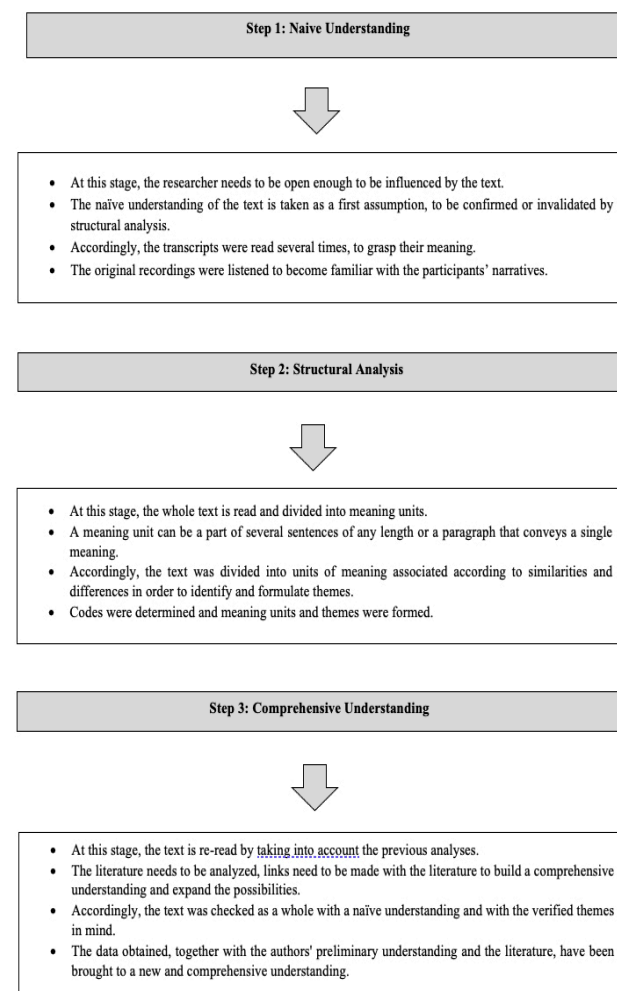 Step 1: Naive Understanding
• At this stage, the researcher needs to be open enough to be influenced by the text.
• The naïve understanding of the text is taken as a first assumption, to be confirmed or invalidated by
structural analysis.
• Accordingly, the transcripts were read several times, to grasp their meaning.
• The original recordings were listened to become familiar with the participants’ narratives.
Step 2: Structural Analysis
• At this stage, the whole text is read and divided into meaning units.
• A meaning unit can be a part of several sentences of any length or a paragraph that conveys a single
meaning.
• Accordingly, the text was divided into units of meaning associated according to similarities and
differences in order to identify and formulate themes.
• Codes were determined and meaning units and themes were formed.
Step 3: Comprehensive Understanding
• At this stage, the text is re-read by taking into account the previous analyses.
• The literature needs to be analyzed, links need to be made with the literature to build a comprehensive
understanding and expand the possibilities.
• Accordingly, the text was checked as a whole with a naïve understanding and with the verified themes
in mind.
• The data obtained, together with the authors' preliminary understanding and the literature, have been
brought to a new and comprehensive understanding.